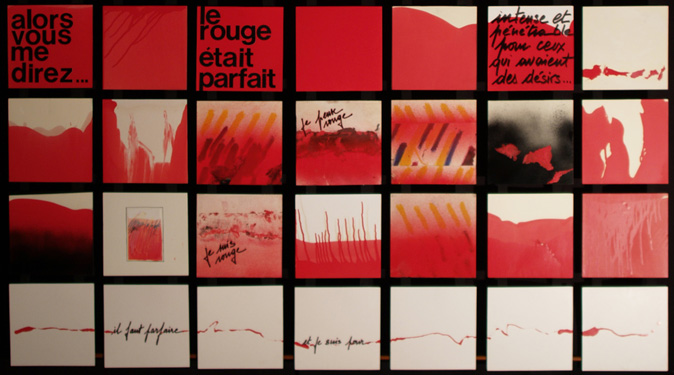 alors
vous
me
direz...
le
rouge
était
parfait
intense et
pénétrable
pour ceux
qui avaient
des désirs...
je peux
rouge
je suis
rouge
il faut parfaire
et je suis pour